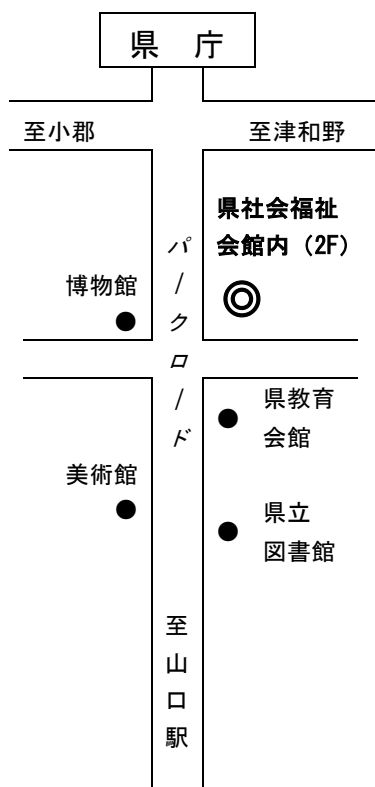 県 庁
至小郡
至津和野
県社会福祉
会館内（2F）
パークロード
博物館
県教育
会館
美術館
県立
図書館
至山口駅